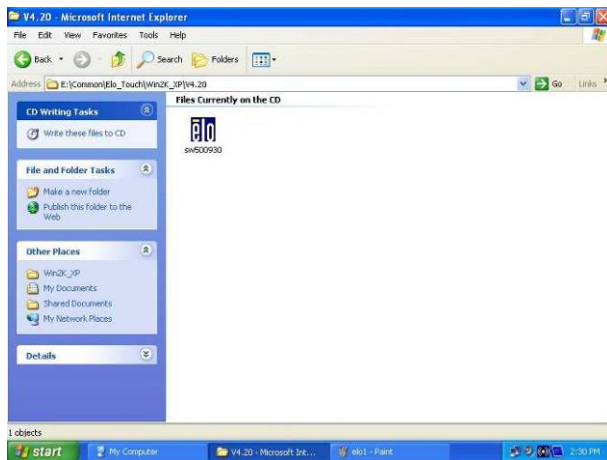 V4.20 - Microsoft Internet Explorer
File Edit View Favorites Tools Help
Back Search Folders
Address E:\Common\Elo_Touch\Win2K_XP\V4.20 Go Links
Files Currently on the CD
CD Writing Tasks
Write these files to CD
elo
sw500930
File and Folder Tasks
Make a new folder
Publish this folder to the
Web
Other Places
Win2K_XP
My Documents
Shared Documents
My Network Places
Details
1 objects
start My Computer V4.20 - Microsoft Int... elo1 - Paint 2:30 PM